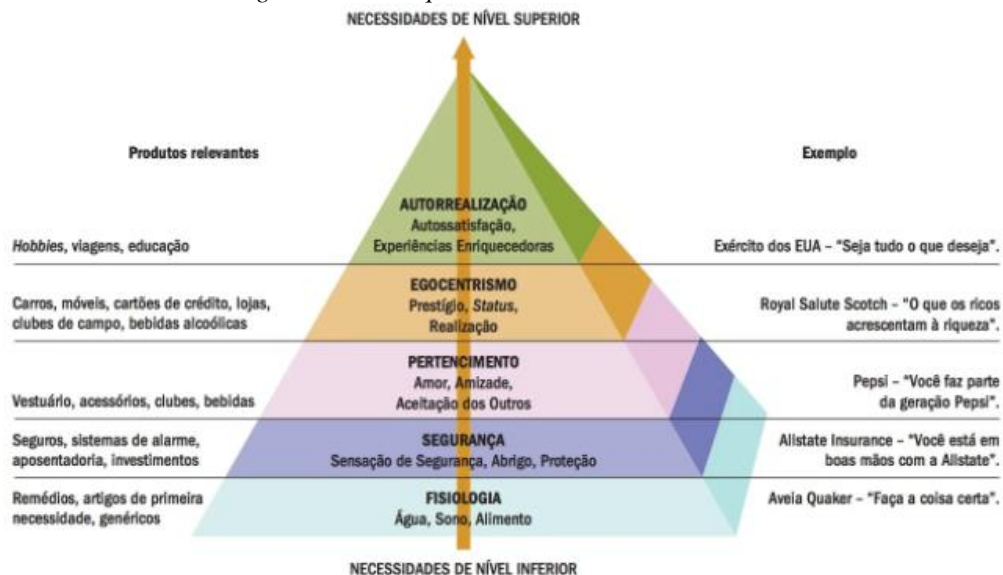 NECESSIDADES DE NÍVEL SUPERIOR
Produtos relevantes
Exemplo
AUTORREALIZAÇÃO
Autossatisfação,
Experiências Enriquecedoras
Hobbies, viagens, educação
Exército dos EUA – "Seja tudo o que deseja".
EGOCENTRISMO
Prestígio, Status,
Realização
Carros, móveis, cartões de crédito, lojas,
clubes de campo, bebidas alcoólicas
Royal Salute Scotch – "O que os ricos
acrescentam à riqueza".
PERTENCIMENTO
Amor, Amizade,
Aceitação dos Outros
Vestuário, acessórios, clubes, bebidas
Pepsi – "Você faz parte
da geração Pepsi".
SEGURANÇA
Sensação de Segurança, Abrigo, Proteção
Seguros, sistemas de alarme,
aposentadoria, investimentos
Allstate Insurance – "Você está em
boas mãos com a Allstate".
FISIOLOGIA
Água, Sono, Alimento
Remédios, artigos de primeira
necessidade, genéricos
Aveia Quaker – "Faça a coisa certa".
NECESSIDADES DE NÍVEL INFERIOR